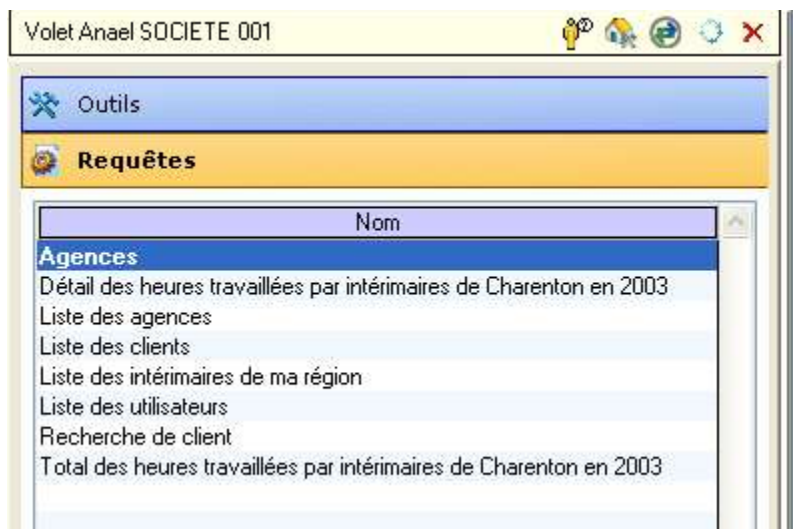 Volet Anael SOCIETE 001
Outils
Requêtes
Nom
Agences
Détail des heures travaillées par intérimaires de Charenton en 2003
Liste des agences
Liste des clients
Liste des intérimaires de ma région
Liste des utilisateurs
Recherche de client
Total des heures travaillées par intérimaires de Charenton en 2003